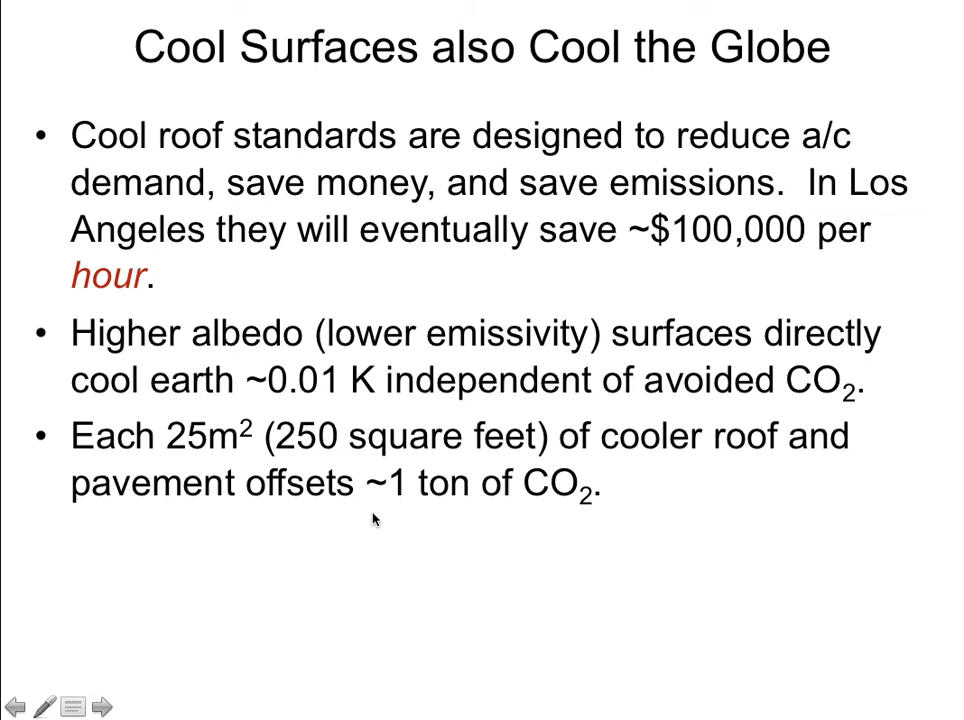 Cool Surfaces also Cool the Globe
• Cool roof standards are designed to reduce a/c
demand, save money, and save emissions. In Los
Angeles they will eventually save ~$100,000 per
hour.
• Higher albedo (lower emissivity) surfaces directly
cool earth ~0.01 K independent of avoided CO₂.
• Each 25m² (250 square feet) of cooler roof and
pavement offsets ~1 ton of CO₂.